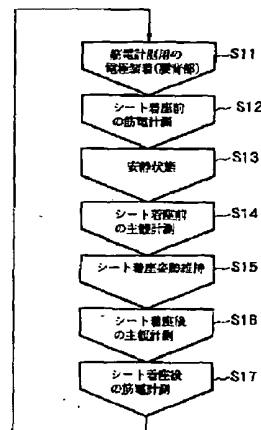 筋電計測用の
電極装着(腰背部)
S11
シート着座前
の筋電計測
S12
安静状態
S13
シート着座前
の主観計測
S14
シート着座姿勢維持
S15
シート着座後
の主観計測
S16
シート着座後
の筋電計測
S17